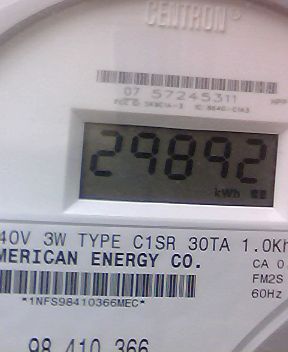 CENTRON®
07 57245311
29892
kWh
40V 3W TYPE C1SR 30TA 1.0Kh
MERICAN ENERGY CO.
CA 0.
FM2S
60Hz
*1NFS98410366MEC*
98 410 366